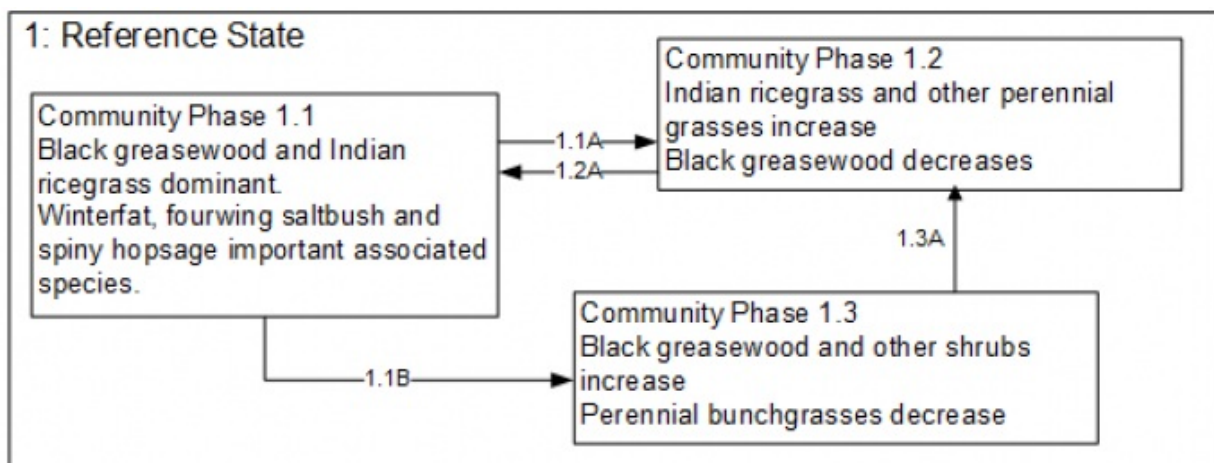 1: Reference State
Community Phase 1.1
Black greasewood and Indian
ricegrass dominant.
Winterfat, fourwing saltbush and
spiny hopsage important associated
species.
1.1A
1.2A
Community Phase 1.2
Indian ricegrass and other perennial
grasses increase
Black greasewood decreases
1.3A
1.1B
Community Phase 1.3
Black greasewood and other shrubs
increase
Perennial bunchgrasses decrease